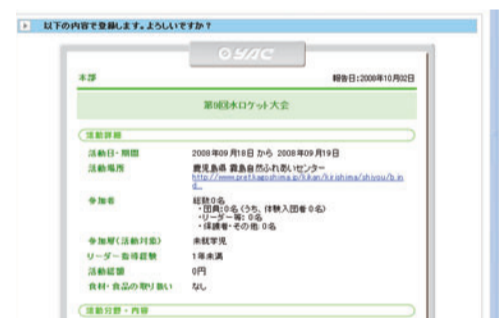 以下の内容で登録します。よろしいですか?
YAC
本部
報告日:2008年10月02日
第9回水ロケット大会
活動詳細
活動日・期間 2008年09月18日 から 2008年09月19日
活動場所 鹿児島県 霧島自然ふれあいセンター
参加者 総数0名
・団員:0名 (うち、体験入団者 0名)
・リーダー等: 0名
・保護者・その他: 0名
参加層(活動対象) 未就学児
リーダー指導経験 1年未満
活動総額 0円
食材・食品の取り扱い なし
活動分野・内容